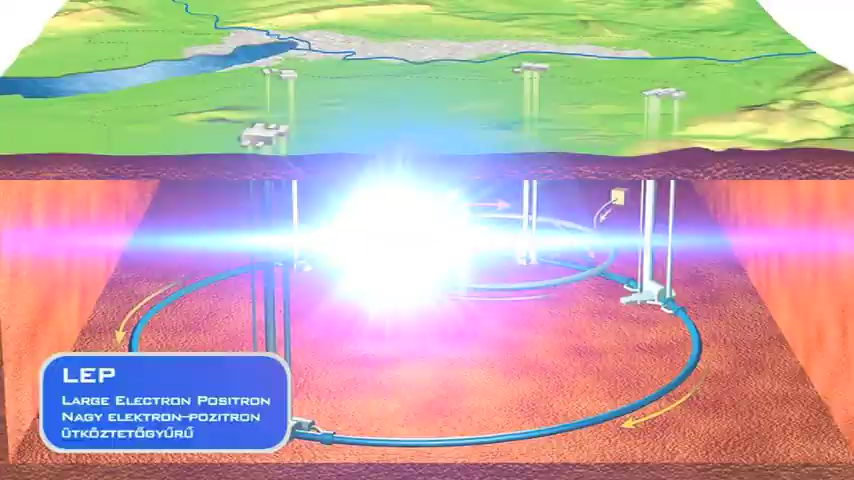 LEP
LARGE ELECTRON POSITRON
NAGY ELEKTRON-POZITRON
ÜTKÖZTETŐGYŰRŰ